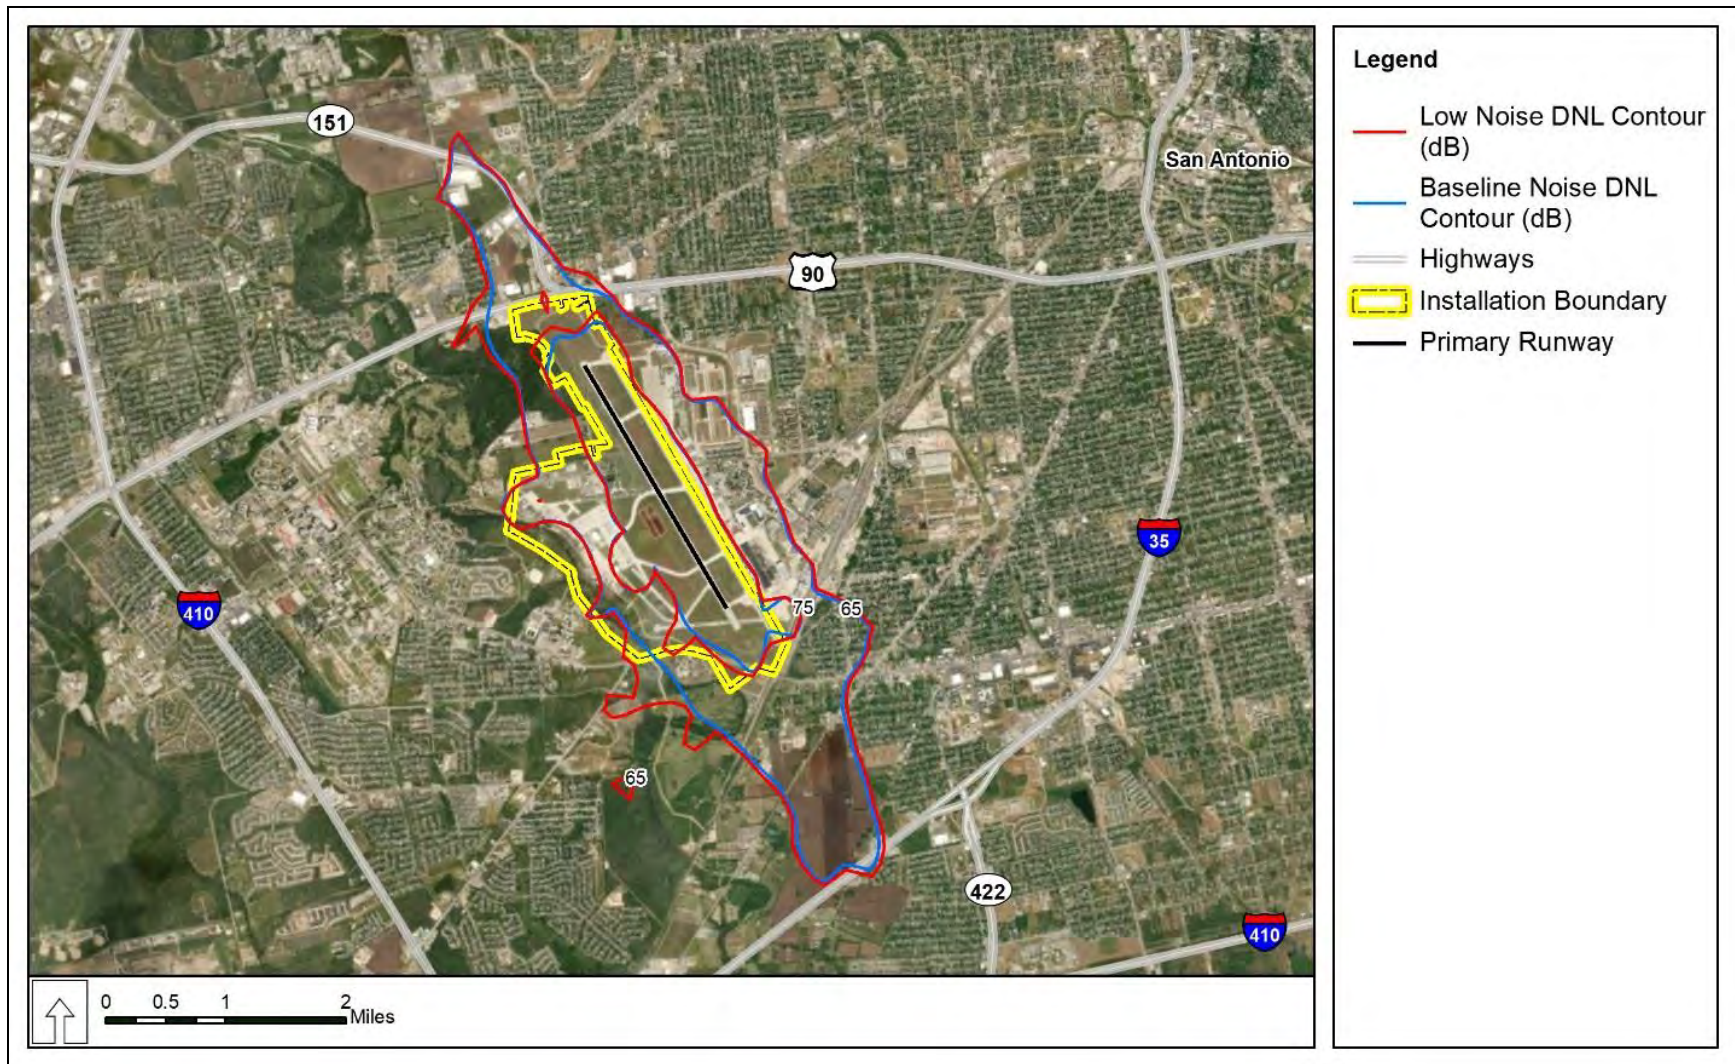 151
San Antonio
90
35
410
75
65
65
422
410
0 0.5 1 2
Miles
Legend
Low Noise DNL Contour
(dB)
Baseline Noise DNL
Contour (dB)
Highways
Installation Boundary
Primary Runway